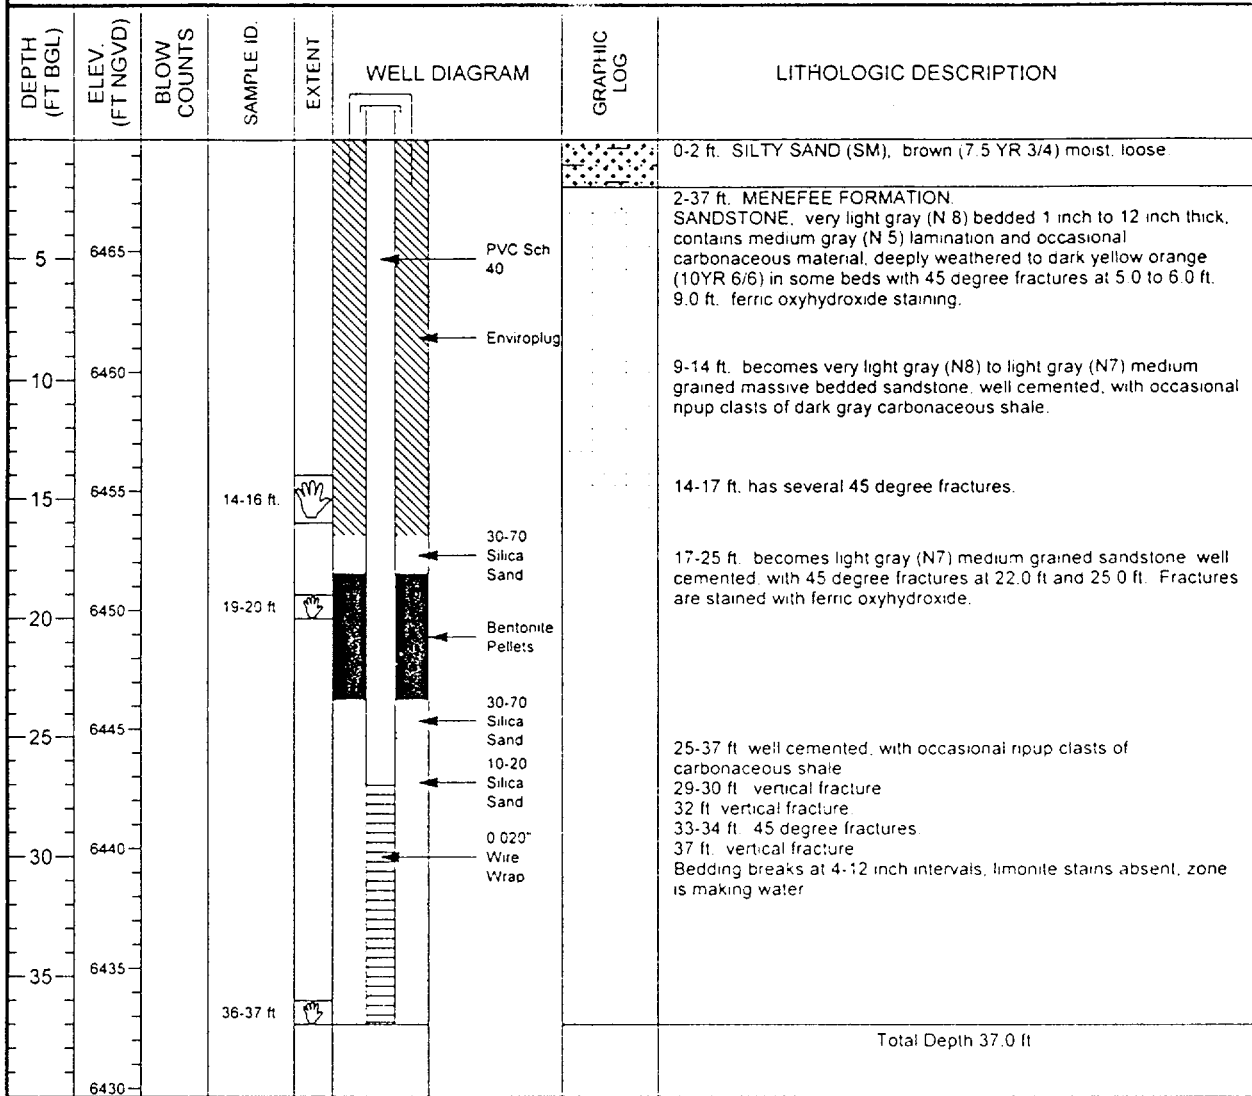 DEPTH
(FT BGL)
ELEV.
(FT NGVD)
BLOW
COUNTS
SAMPLE ID.
EXTENT
WELL DIAGRAM
GRAPHIC
LOG
LITHOLOGIC DESCRIPTION
0-2 ft. SILTY SAND (SM), brown (7.5 YR 3/4) moist, loose.
2-37 ft. MENEFEE FORMATION.
SANDSTONE, very light gray (N 8) bedded 1 inch to 12 inch thick,
contains medium gray (N 5) lamination and occasional
carbonaceous material, deeply weathered to dark yellow orange
(10YR 6/6) in some beds with 45 degree fractures at 5.0 to 6.0 ft.
9.0 ft. ferric oxyhydroxide staining.
5
6465
PVC Sch
40
Enviroplug
9-14 ft. becomes very light gray (N8) to light gray (N7) medium
grained massive bedded sandstone, well cemented, with occasional
ripup clasts of dark gray carbonaceous shale.
10
6460
14-17 ft. has several 45 degree fractures.
15
6455
14-16 ft.
30-70
Silica
Sand
17-25 ft. becomes light gray (N7) medium grained sandstone well
cemented, with 45 degree fractures at 22.0 ft and 25.0 ft. Fractures
are stained with ferric oxyhydroxide.
20
6450
19-20 ft
Bentonite
Pellets
30-70
Silica
Sand
25
6445
10-20
Silica
Sand
25-37 ft well cemented, with occasional ripup clasts of
carbonaceous shale
29-30 ft vertical fracture
32 ft vertical fracture
33-34 ft. 45 degree fractures
37 ft. vertical fracture
Bedding breaks at 4-12 inch intervals, limonite stains absent, zone
is making water
30
6440
0.020"
Wire
Wrap
35
6435
36-37 ft
Total Depth 37.0 ft
6430